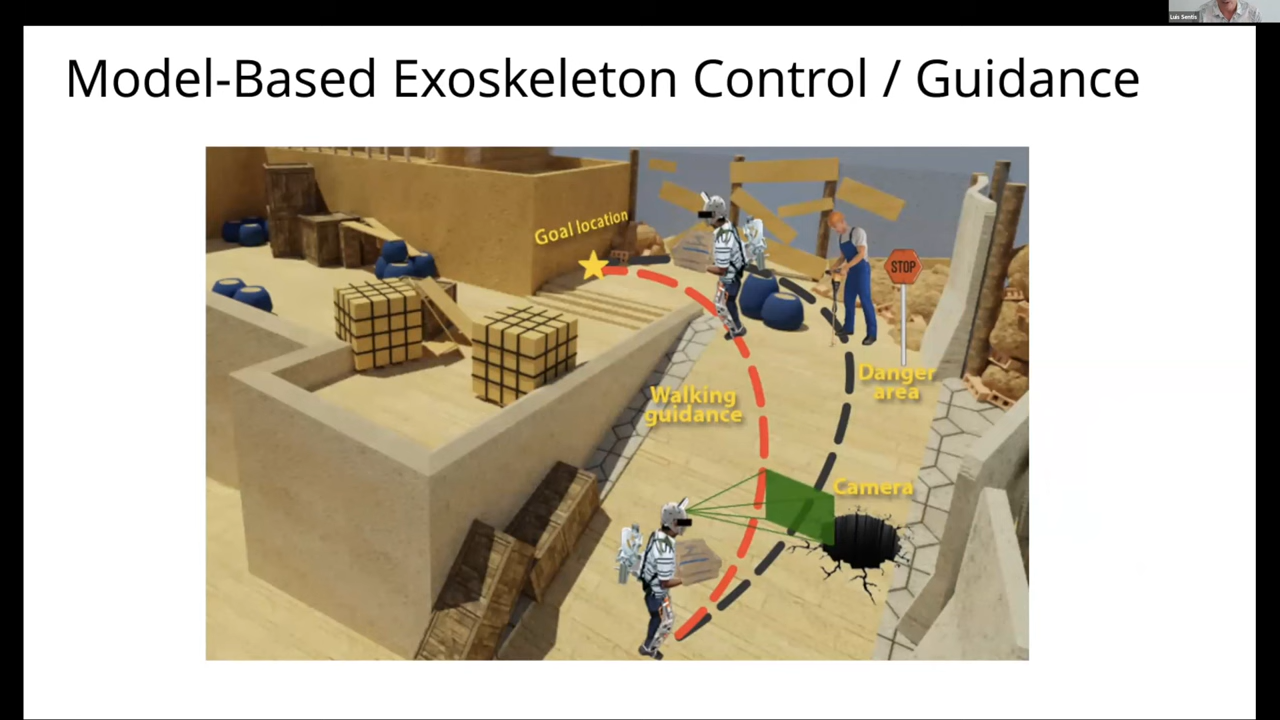 Luis Sentis
Model-Based Exoskeleton Control / Guidance
Goal location
STOP
Danger
area
Walking
guidance
Camera